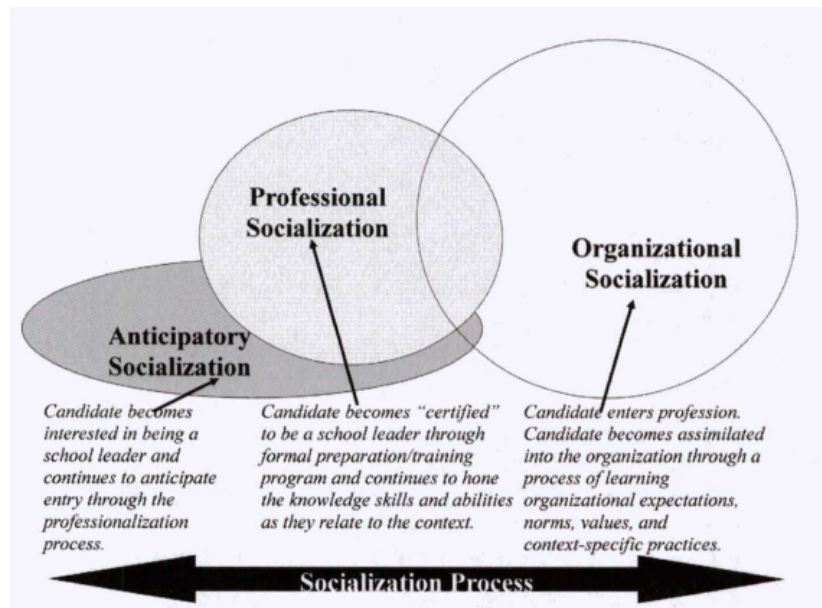 Professional
Socialization
Organizational
Socialization
Anticipatory
Socialization
Candidate becomes
interested in being a
school leader and
continues to anticipate
entry through the
professionalization
process.
Candidate becomes “certified”
to be a school leader through
formal preparation/training
program and continues to hone
the knowledge skills and abilities
as they relate to the context.
Candidate enters profession.
Candidate becomes assimilated
into the organization through a
process of learning
organizational expectations,
norms, values, and
context-specific practices.
Socialization Process